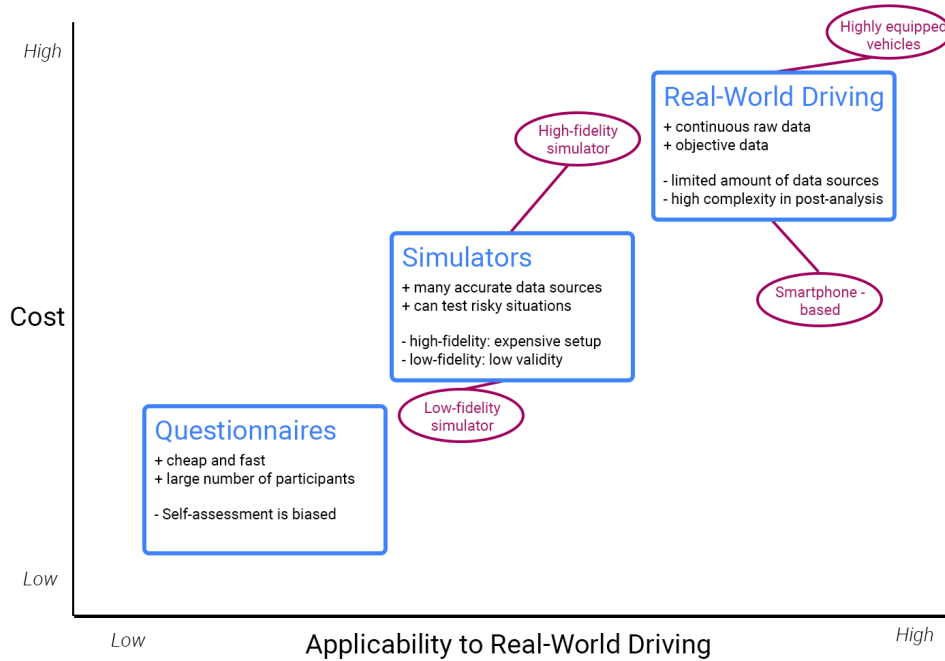 High
Highly equipped
vehicles
Real-World Driving
+ continuous raw data
+ objective data
- limited amount of data sources
- high complexity in post-analysis
High-fidelity
simulator
Simulators
+ many accurate data sources
+ can test risky situations
- high-fidelity: expensive setup
- low-fidelity: low validity
Smartphone -
based
Cost
Low-fidelity
simulator
Questionnaires
+ cheap and fast
+ large number of participants
- Self-assessment is biased
Low
Low
Applicability to Real-World Driving
High